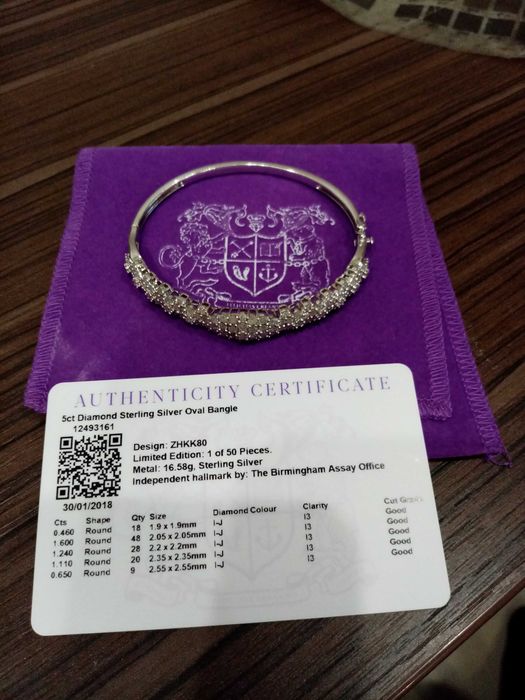 AUTHENTICITY CERTIFICATE
5ct Diamond Sterling Silver Oval Bangle
12493161
Design: ZHKK80
Limited Edition: 1 of 50 Pieces.
Metal: 16.58g, Sterling Silver
Independent hallmark by: The Birmingham Assay Office
30/01/2018
Cts Shape Qty Size Diamond Colour Clarity Cut Grade
0.460 Round 18 1.9 x 1.9mm I-J I3 Good
1.600 Round 48 2.05 x 2.05mm I-J I3 Good
1.240 Round 28 2.2 x 2.2mm I-J I3 Good
1.110 Round 20 2.35 x 2.35mm I-J I3 Good
0.650 Round 9 2.55 x 2.55mm I-J I3 Good